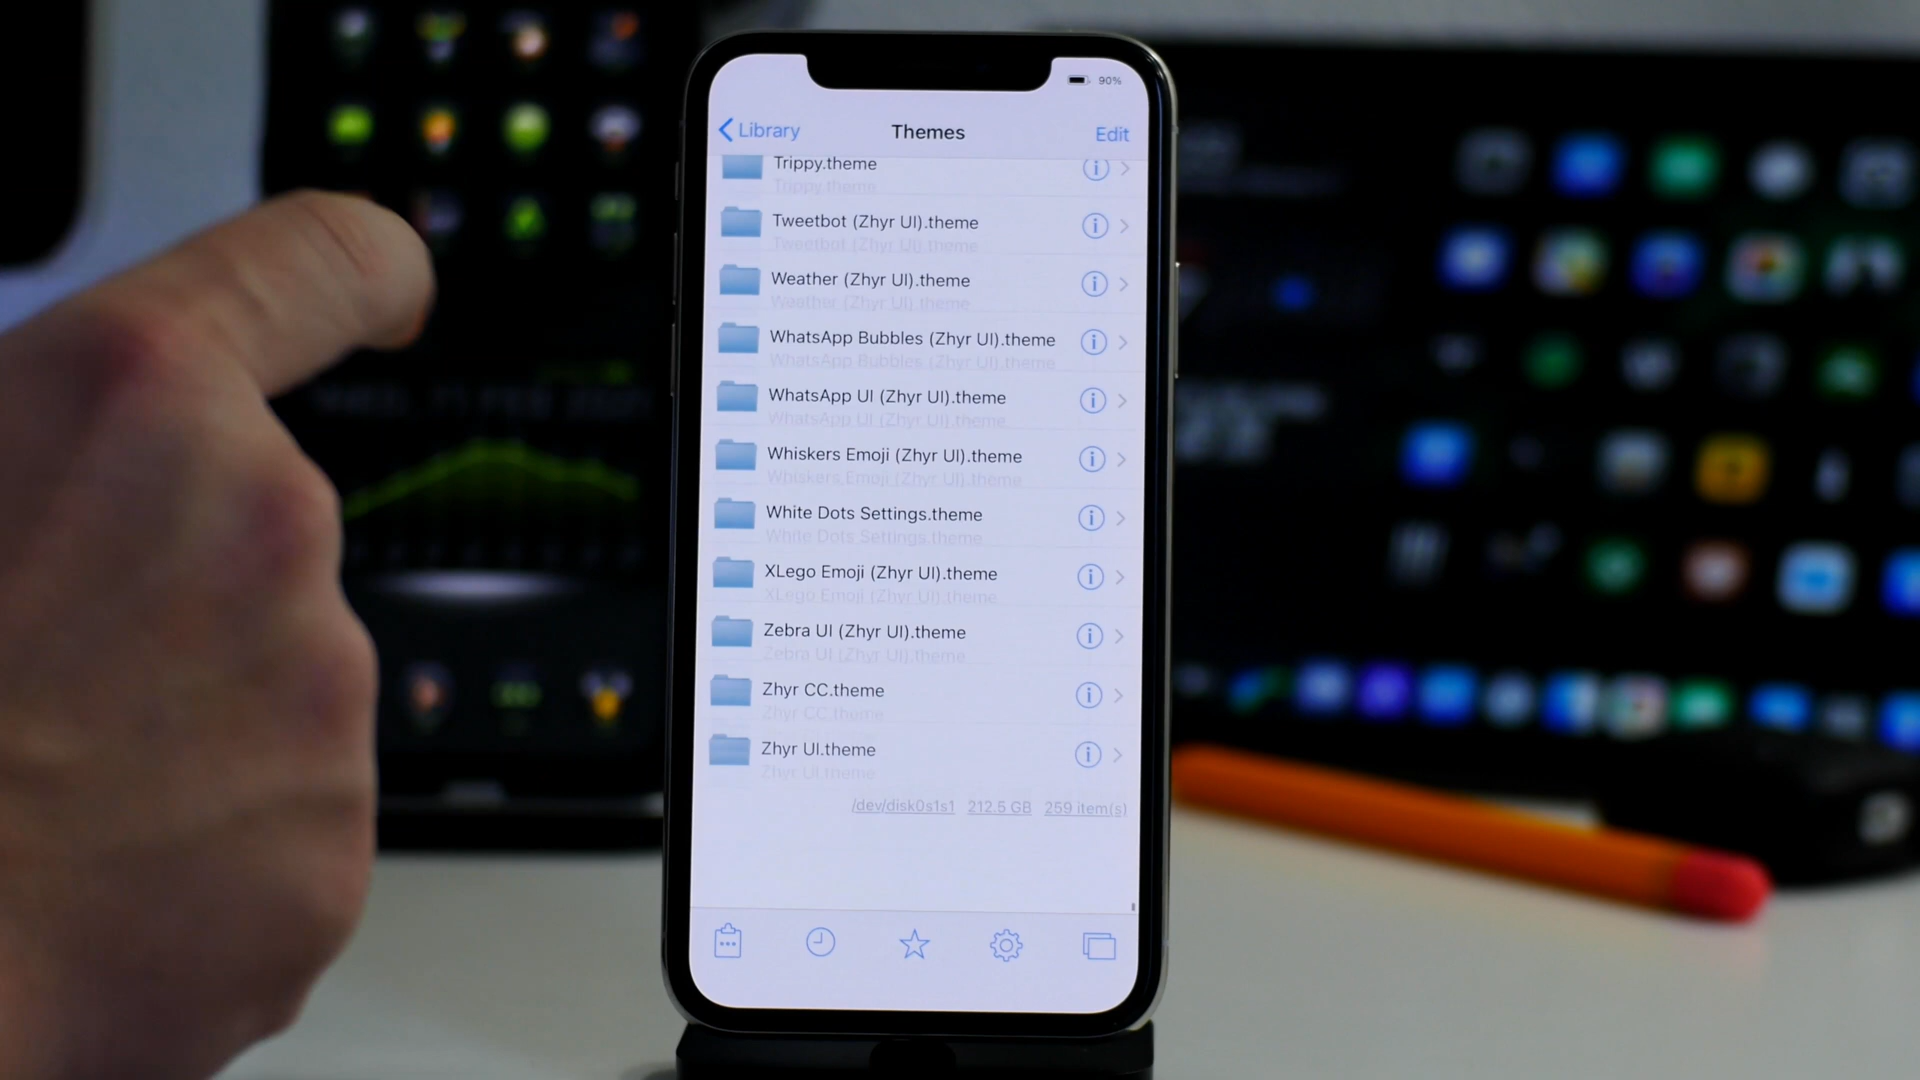 90%
Library
Themes
Edit
Trippy.theme
Trippy.theme
Tweetbot (Zhyr UI).theme
Tweetbot (Zhyr UI).theme
Weather (Zhyr UI).theme
Weather (Zhyr UI).theme
WhatsApp Bubbles (Zhyr UI).theme
WhatsApp Bubbles (Zhyr UI).theme
WhatsApp UI (Zhyr UI).theme
WhatsApp UI (Zhyr UI).theme
Whiskers Emoji (Zhyr UI).theme
Whiskers Emoji (Zhyr UI).theme
White Dots Settings.theme
White Dots Settings.theme
XLego Emoji (Zhyr UI).theme
XLego Emoji (Zhyr UI).theme
Zebra UI (Zhyr UI).theme
Zebra UI (Zhyr UI).theme
Zhyr CC.theme
Zhyr CC.theme
Zhyr UI.theme
Zhyr UI.theme
/dev/disk0s1s1 212.5 GB 259 item(s)